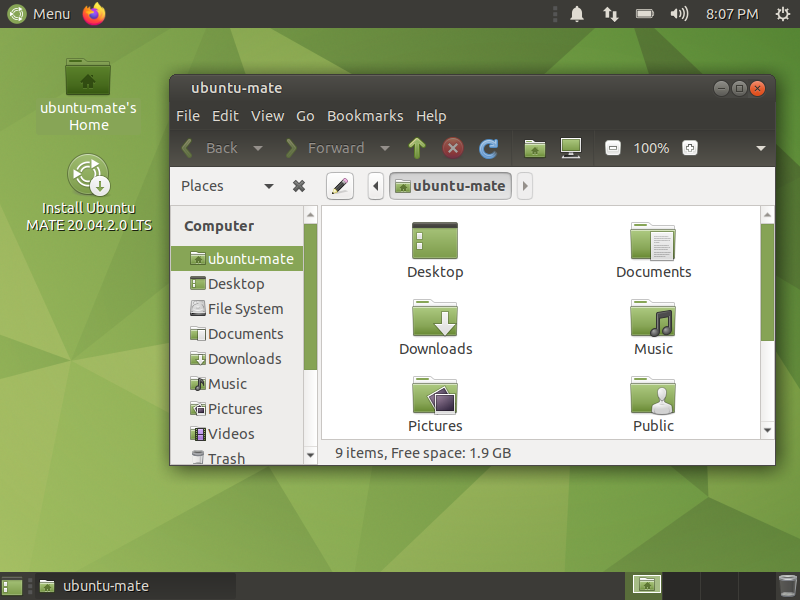 Menu
8:07 PM
ubuntu-mate's
Home
Install Ubuntu
MATE 20.04.2.0 LTS
ubuntu-mate
File Edit View Go Bookmarks Help
Back Forward 100%
Places ubuntu-mate
Computer
ubuntu-mate
Desktop
File System
Documents
Downloads
Music
Pictures
Videos
Trash
Desktop Documents
Downloads Music
Pictures Public
9 items, Free space: 1.9 GB
ubuntu-mate